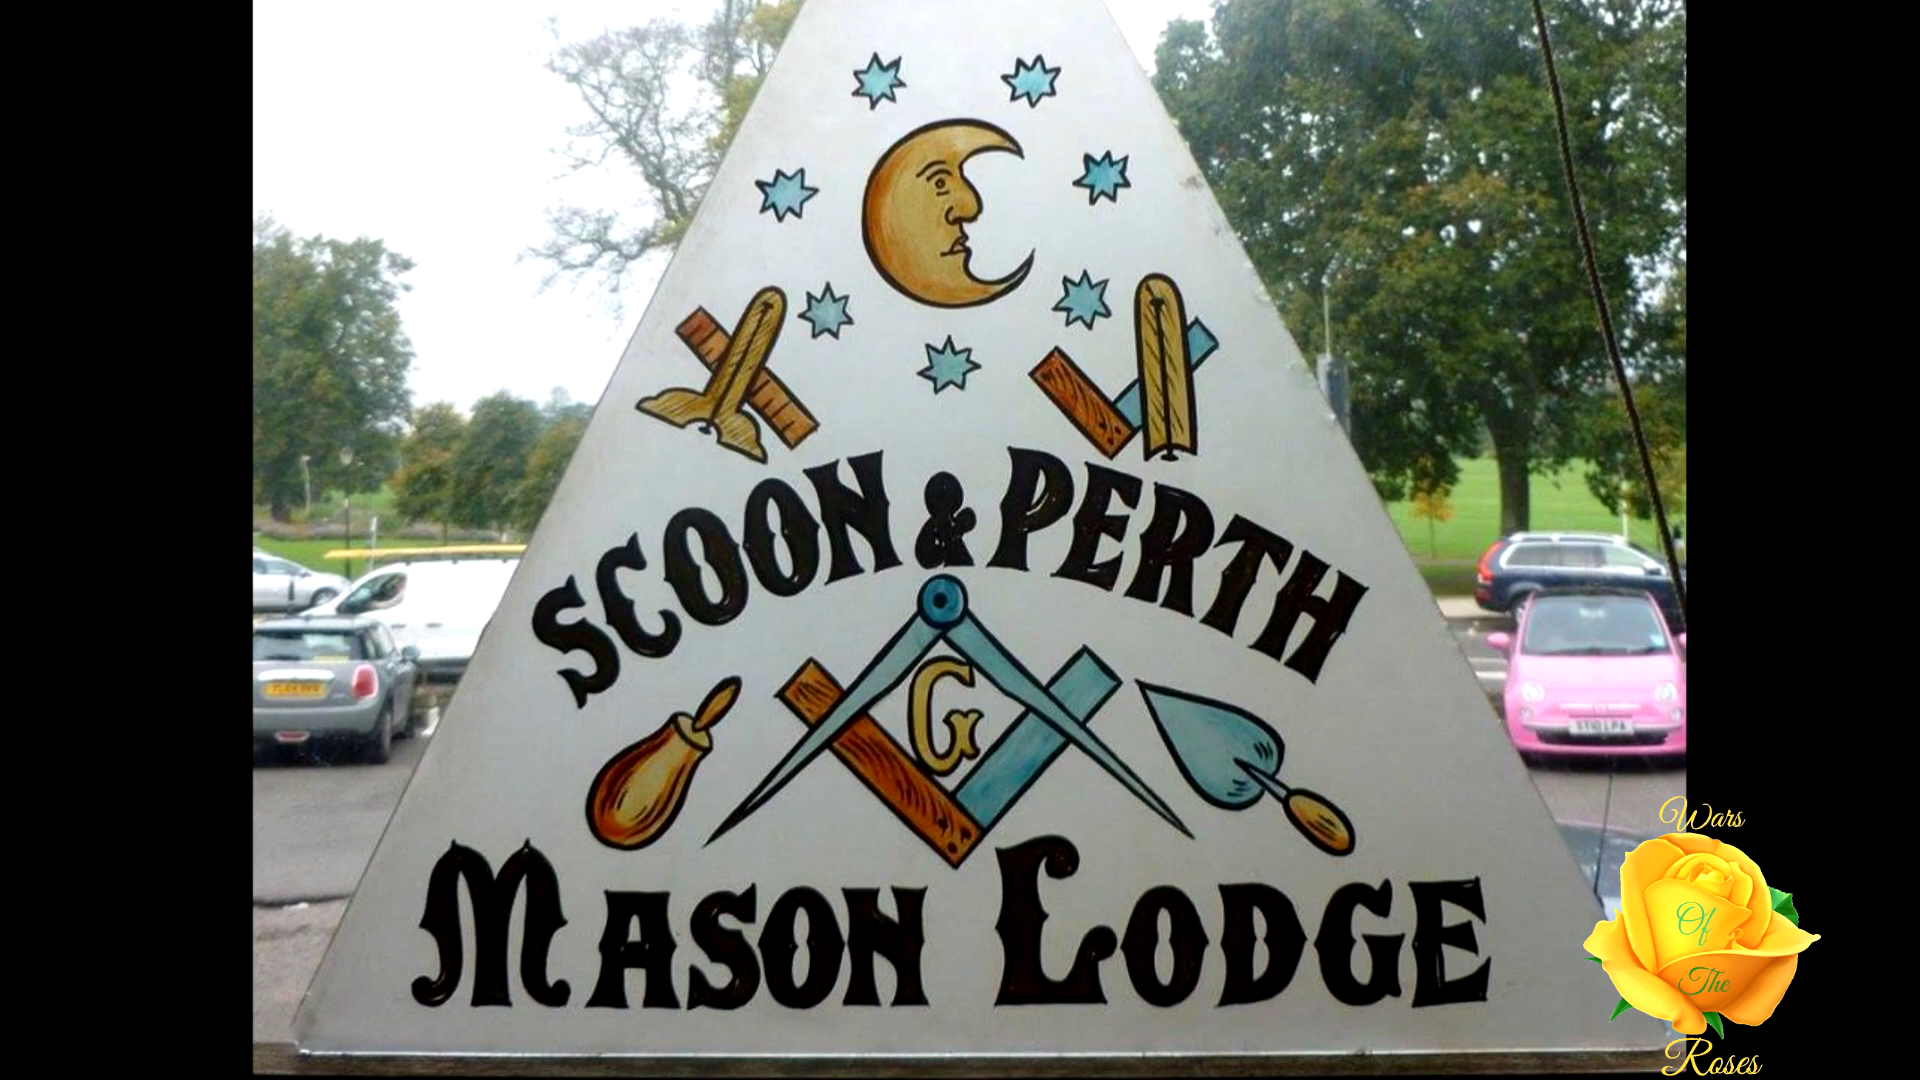 SCOON & PERTH
G
MASON LODGE
Wars
Of
The
Roses